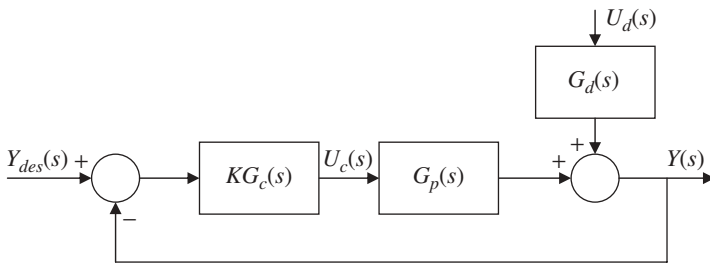 U_d(s)
G_d(s)
+
Y_des(s) +
KG_c(s)
U_c(s)
G_p(s)
+
Y(s)
−